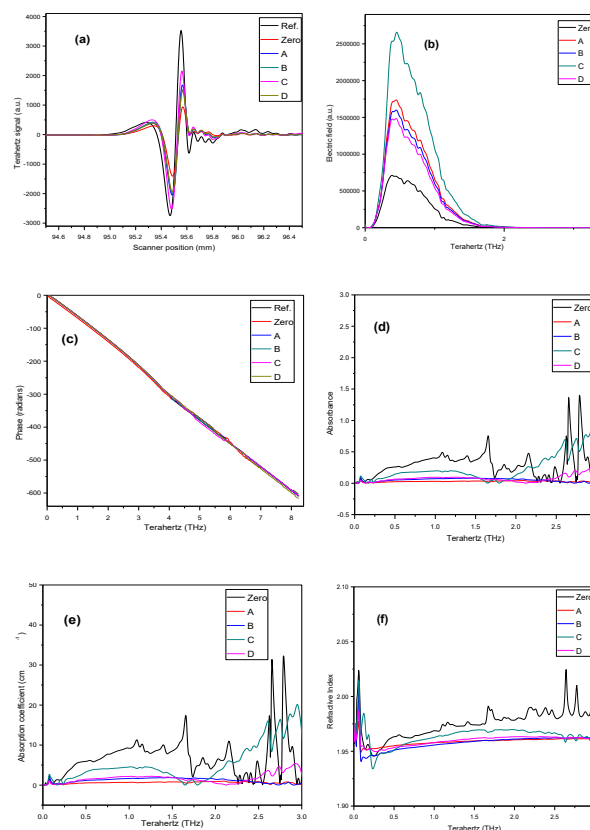 (a)
Ref.
Zero
A
B
C
D
4000
3000
2000
1000
0
-1000
-2000
-3000
Terahertz signal (a.u.)
94.6 94.8 95.0 95.2 95.4 95.6 95.8 96.0 96.2 96.4
Scanner position (mm)
(b)
Zero
A
B
C
D
2500000
2000000
1500000
1000000
500000
0
Electric field (a.u.)
0 2
Terahertz (THz)
(c)
Ref.
Zero
A
B
C
D
0
-100
-200
-300
-400
-500
-600
Phase (radians)
0 1 2 3 4 5 6 7 8
Terahertz (THz)
(d)
Zero
A
B
C
D
3.0
2.5
2.0
1.5
1.0
0.5
0.0
-0.5
Absorbance
0.0 0.5 1.0 1.5 2.0 2.5
Terahertz (THz)
(e)
Zero
A
B
C
D
50
40
30
20
10
0
Absorption coefficient (cm
)
0.0 0.5 1.0 1.5 2.0 2.5 3.0
Terahertz (THz)
(f)
Zero
A
B
C
D
2.10
2.05
2.00
1.95
1.90
Refractive Index
0.0 0.5 1.0 1.5 2.0 2.5
Terahertz (THz)